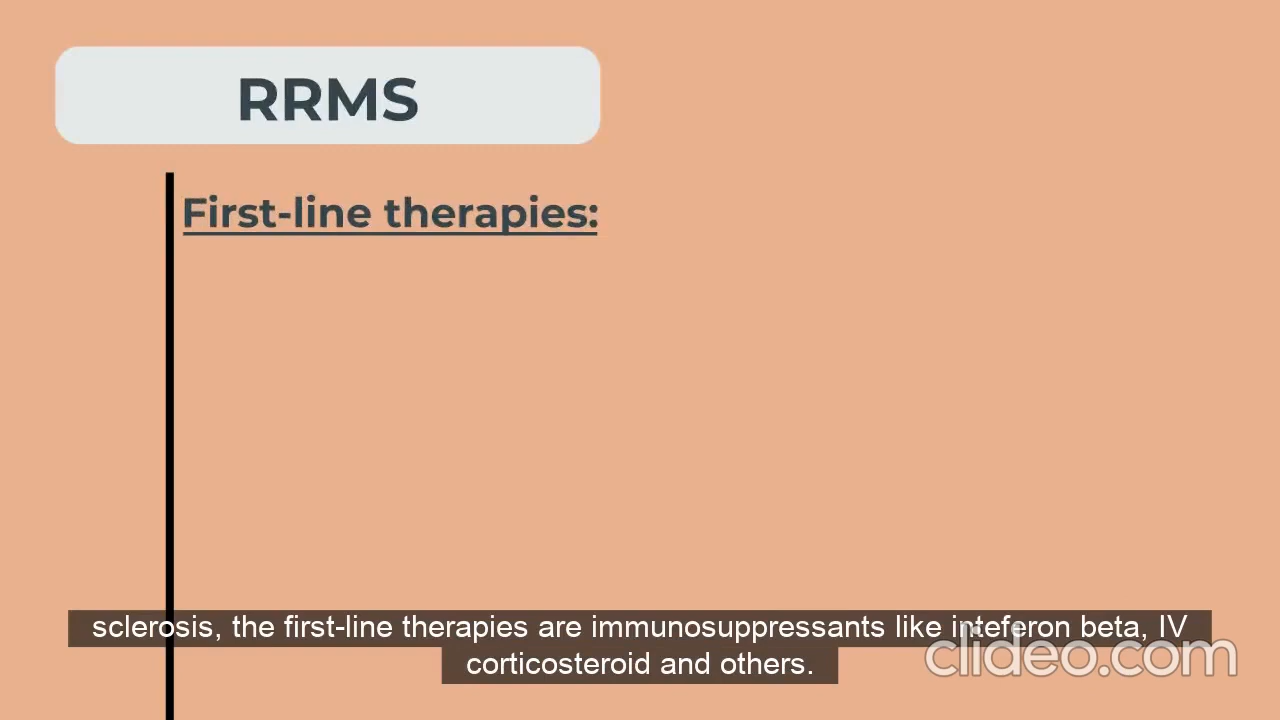 RRMS
First-line therapies:
sclerosis, the first-line therapies are immunosuppressants like inteferon beta, IV
corticosteroid and others.
clideo.com